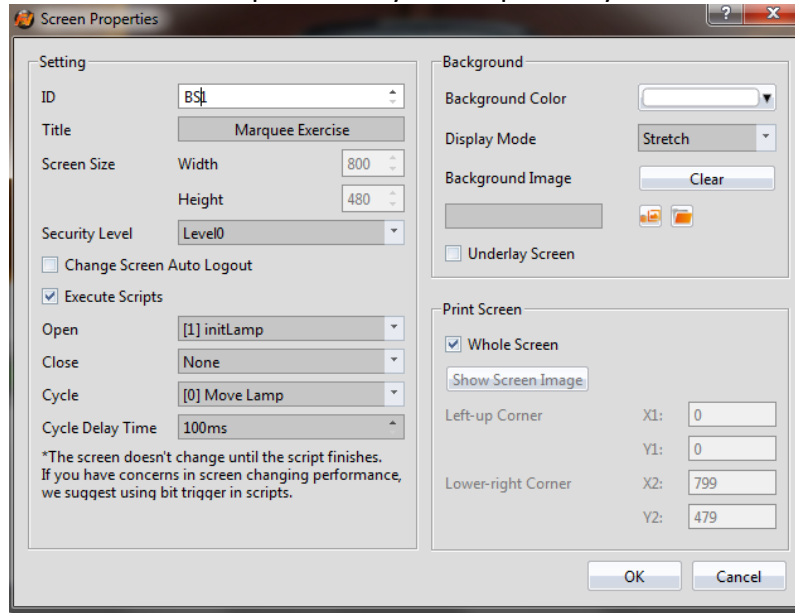 Screen Properties
?
X
Setting
ID
BS1
Title
Marquee Exercise
Screen Size
Width
800
Height
480
Security Level
Level0
Change Screen Auto Logout
Execute Scripts
Open
[1] initLamp
Close
None
Cycle
[0] Move Lamp
Cycle Delay Time
100ms
*The screen doesn't change until the script finishes.
If you have concerns in screen changing performance,
we suggest using bit trigger in scripts.
Background
Background Color
Display Mode
Stretch
Background Image
Clear
Underlay Screen
Print Screen
Whole Screen
Show Screen Image
Left-up Corner
X1:
0
Y1:
0
Lower-right Corner
X2:
799
Y2:
479
OK
Cancel